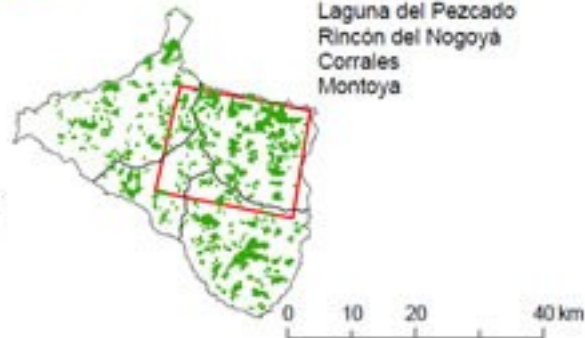 Laguna del Pezcado
Rincón del Nogoyá
Corrales
Montoya
0 10 20 40 km